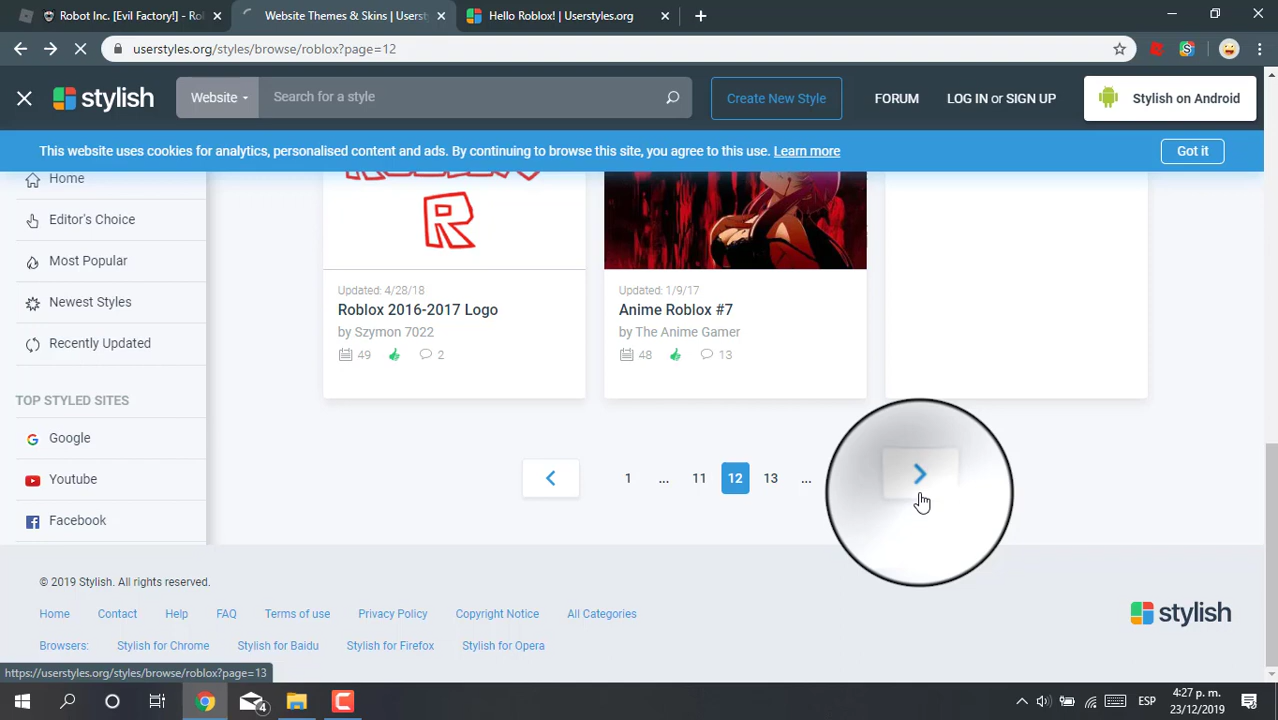 Robot Inc. [Evil Factory!] - Rob
Website Themes & Skins | Userst
Hello Roblox! | Userstyles.org
userstyles.org/styles/browse/roblox?page=12
stylish
Website
Search for a style
Create New Style
FORUM
LOG IN or SIGN UP
Stylish on Android
This website uses cookies for analytics, personalised content and ads. By continuing to browse this site, you agree to this use. Learn more
Got it
Home
Editor's Choice
Most Popular
Newest Styles
Recently Updated
TOP STYLED SITES
Google
Youtube
Facebook
R
Updated: 4/28/18
Roblox 2016-2017 Logo
by Szymon 7022
49 2
Updated: 1/9/17
Anime Roblox #7
by The Anime Gamer
48 13
1 ... 11 12 13 ...
© 2019 Stylish. All rights reserved.
Home Contact Help FAQ Terms of use Privacy Policy Copyright Notice All Categories
Browsers: Stylish for Chrome Stylish for Baidu Stylish for Firefox Stylish for Opera
stylish
https://userstyles.org/styles/browse/roblox?page=13
4
ESP
4:27 p. m.
23/12/2019